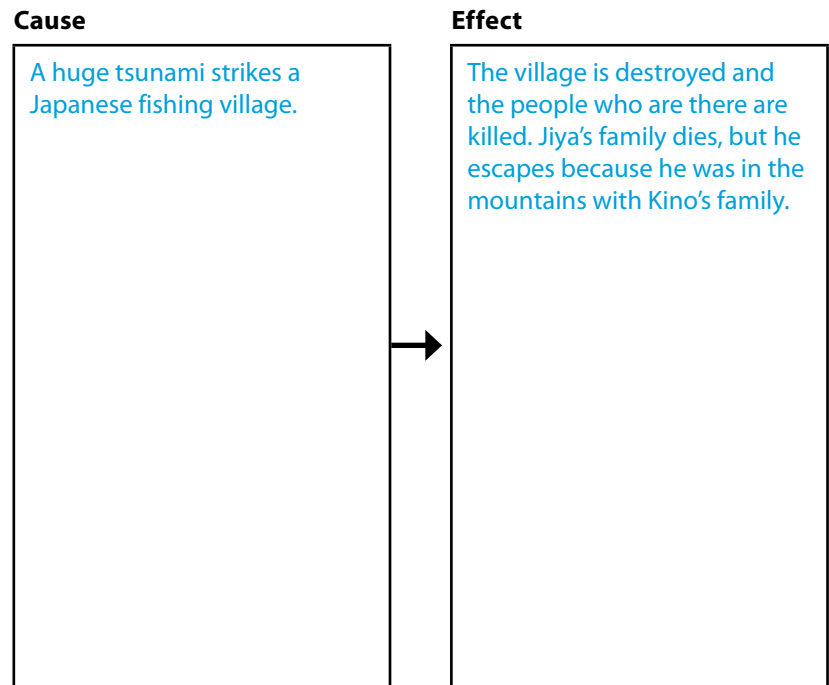 Cause
Effect
A huge tsunami strikes a
Japanese fishing village.
The village is destroyed and
the people who are there are
killed. Jiya’s family dies, but he
escapes because he was in the
mountains with Kino’s family.